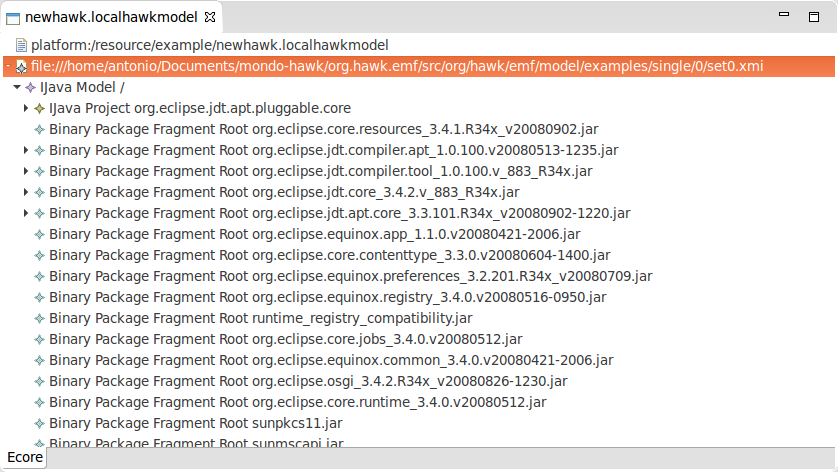 newhawk.localhawkmodel
platform:/resource/example/newhawk.localhawkmodel
file:///home/antonio/Documents/mondo-hawk/org.hawk.emf/src/org/hawk/emf/model/examples/single/0/set0.xmi
IJava Model /
IJava Project org.eclipse.jdt.apt.pluggable.core
Binary Package Fragment Root org.eclipse.core.resources_3.4.1.R34x_v20080902.jar
Binary Package Fragment Root org.eclipse.jdt.compiler.apt_1.0.100.v20080513-1235.jar
Binary Package Fragment Root org.eclipse.jdt.compiler.tool_1.0.100.v_883_R34x.jar
Binary Package Fragment Root org.eclipse.jdt.core_3.4.2.v_883_R34x.jar
Binary Package Fragment Root org.eclipse.jdt.apt.core_3.3.101.R34x_v20080902-1220.jar
Binary Package Fragment Root org.eclipse.equinox.app_1.1.0.v20080421-2006.jar
Binary Package Fragment Root org.eclipse.core.contenttype_3.3.0.v20080604-1400.jar
Binary Package Fragment Root org.eclipse.equinox.preferences_3.2.201.R34x_v20080709.jar
Binary Package Fragment Root org.eclipse.equinox.registry_3.4.0.v20080516-0950.jar
Binary Package Fragment Root runtime_registry_compatibility.jar
Binary Package Fragment Root org.eclipse.core.jobs_3.4.0.v20080512.jar
Binary Package Fragment Root org.eclipse.equinox.common_3.4.0.v20080421-2006.jar
Binary Package Fragment Root org.eclipse.osgi_3.4.2.R34x_v20080826-1230.jar
Binary Package Fragment Root org.eclipse.core.runtime_3.4.0.v20080512.jar
Binary Package Fragment Root sunpkcs11.jar
Binary Package Fragment Root sunmscapi.jar
Ecore